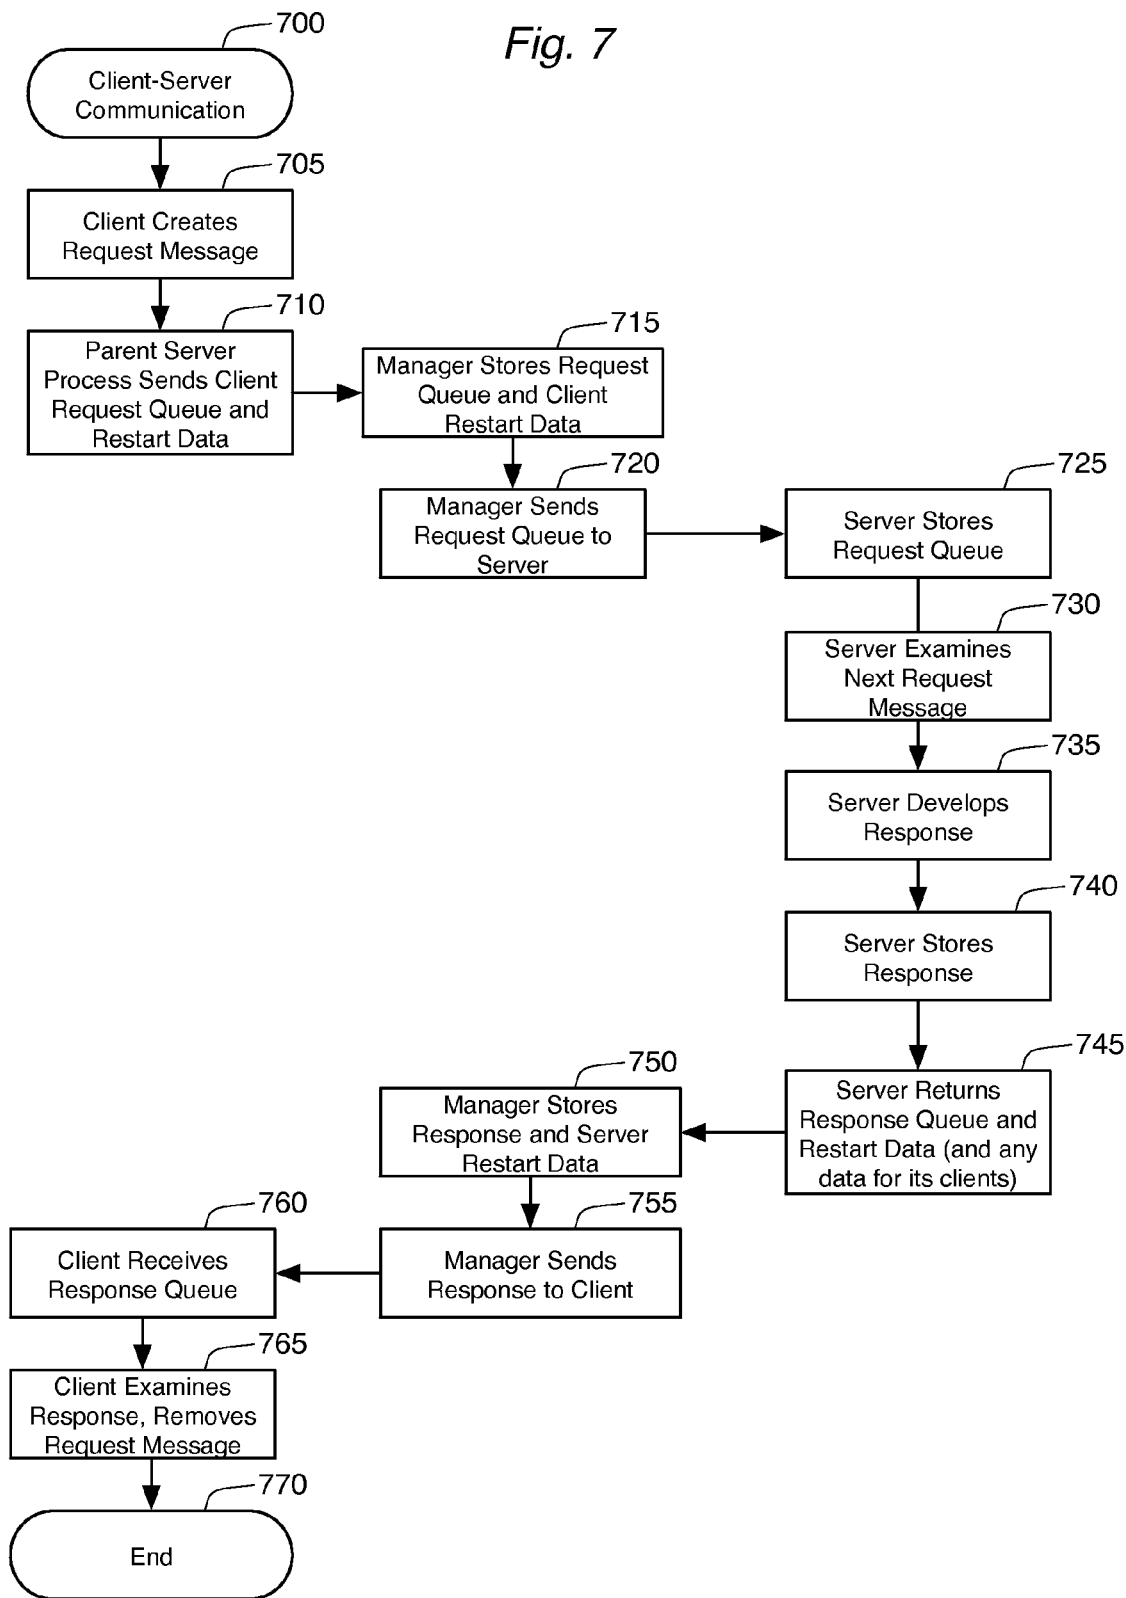 Fig. 7
700
Client-Server
Communication
705
Client Creates
Request Message
710
Parent Server
Process Sends Client
Request Queue and
Restart Data
715
Manager Stores Request
Queue and Client
Restart Data
720
Manager Sends
Request Queue to
Server
725
Server Stores
Request Queue
730
Server Examines
Next Request
Message
735
Server Develops
Response
740
Server Stores
Response
745
Server Returns
Response Queue and
Restart Data (and any
data for its clients)
750
Manager Stores
Response and Server
Restart Data
755
Manager Sends
Response to Client
760
Client Receives
Response Queue
765
Client Examines
Response, Removes
Request Message
770
End